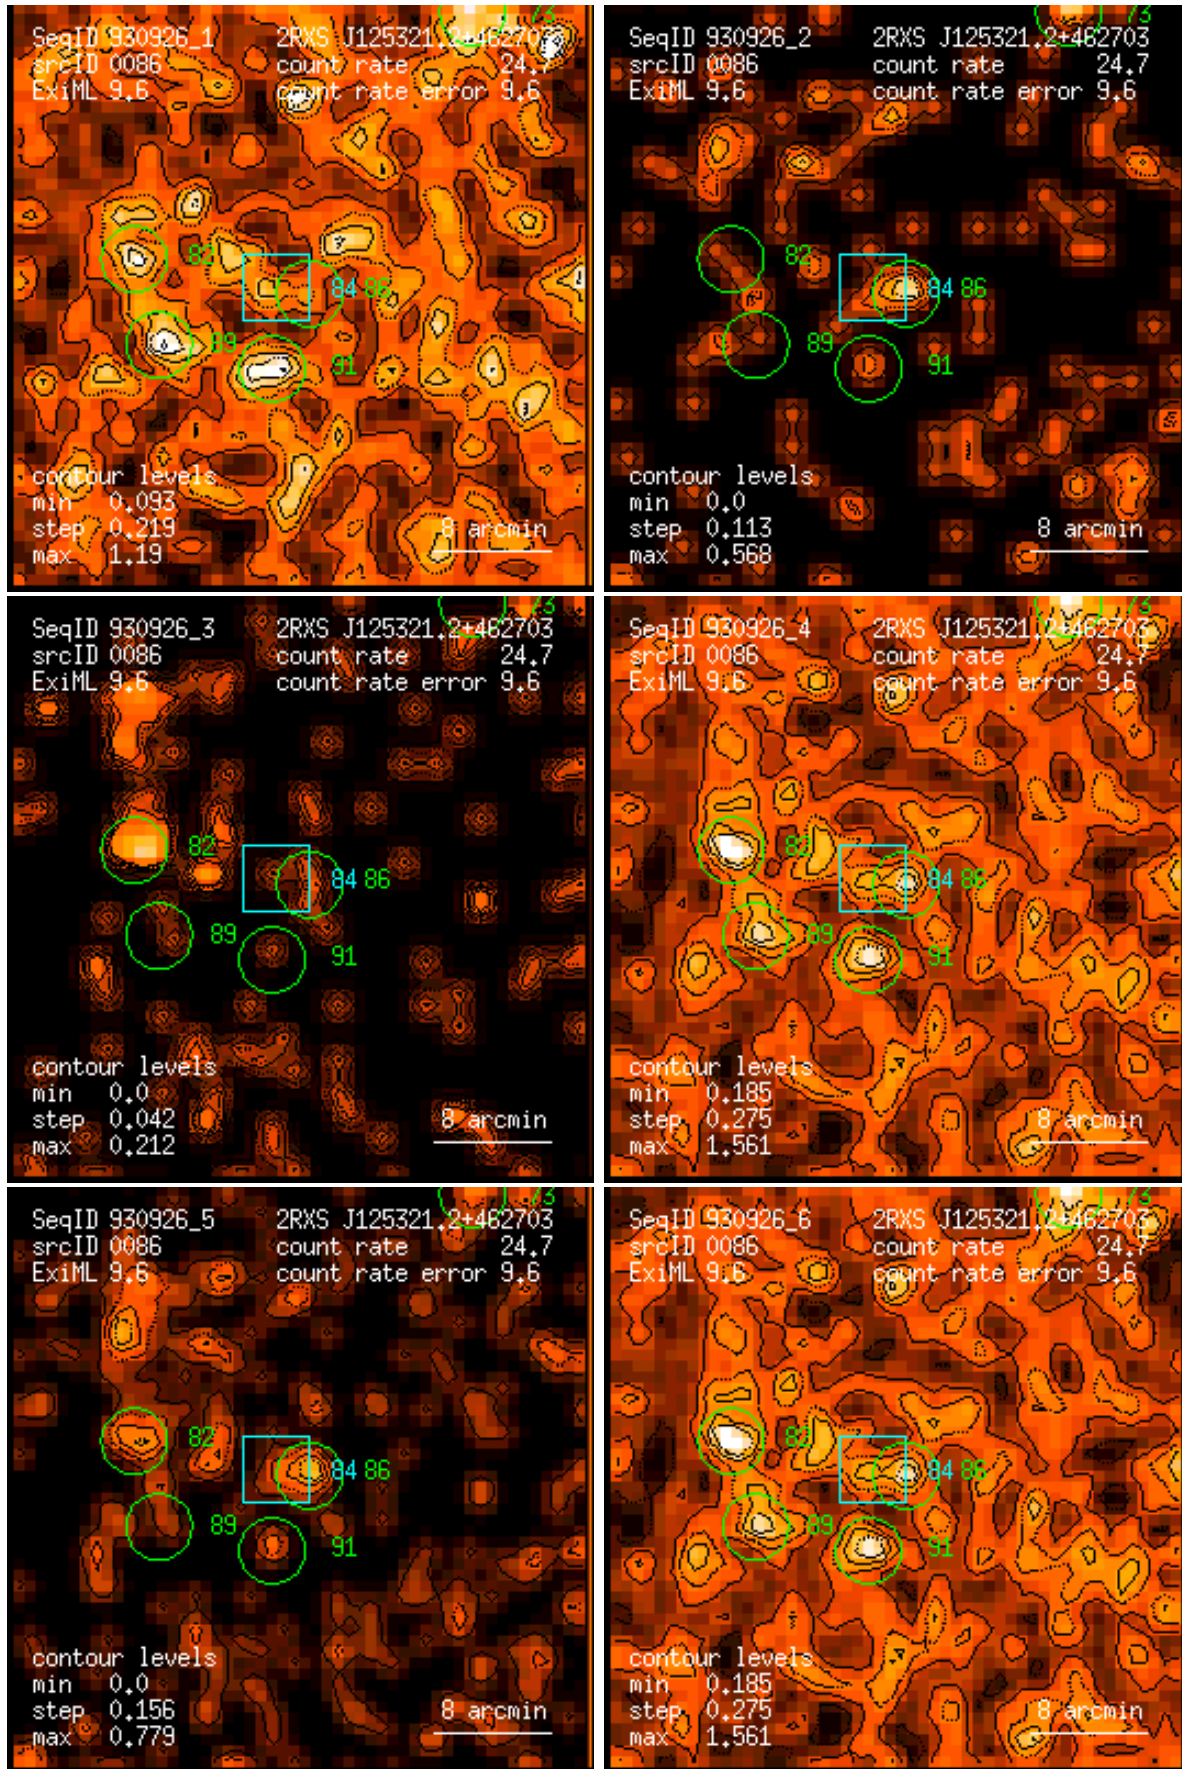 73
SeqID 930926_1 2RXS J125321.2+462703
srcID 0086 count rate 24.7
ExiML 9.6 count rate error 9.6
82
84 86
89
91
contour levels
min 0.093
step 0.219 8 arcmin
max 1.19
73
SeqID 930926_2 2RXS J125321.2+462703
srcID 0086 count rate 24.7
ExiML 9.6 count rate error 9.6
82
84 86
89
91
contour levels
min 0.0
step 0.113 8 arcmin
max 0.568
73
SeqID 930926_3 2RXS J125321.2+462703
srcID 0086 count rate 24.7
ExiML 9.6 count rate error 9.6
82
84 86
89
91
contour levels
min 0.0
step 0.042 8 arcmin
max 0.212
73
SeqID 930926_4 2RXS J125321.2+462703
srcID 0086 count rate 24.7
ExiML 9.6 count rate error 9.6
82
84 86
89
91
contour levels
min 0.185
step 0.275 8 arcmin
max 1.561
73
SeqID 930926_5 2RXS J125321.2+462703
srcID 0086 count rate 24.7
ExiML 9.6 count rate error 9.6
82
84 86
89
91
contour levels
min 0.0
step 0.156 8 arcmin
max 0.779
73
SeqID 930926_6 2RXS J125321.2+462703
srcID 0086 count rate 24.7
ExiML 9.6 count rate error 9.6
82
84 86
89
91
contour levels
min 0.185
step 0.275 8 arcmin
max 1.561